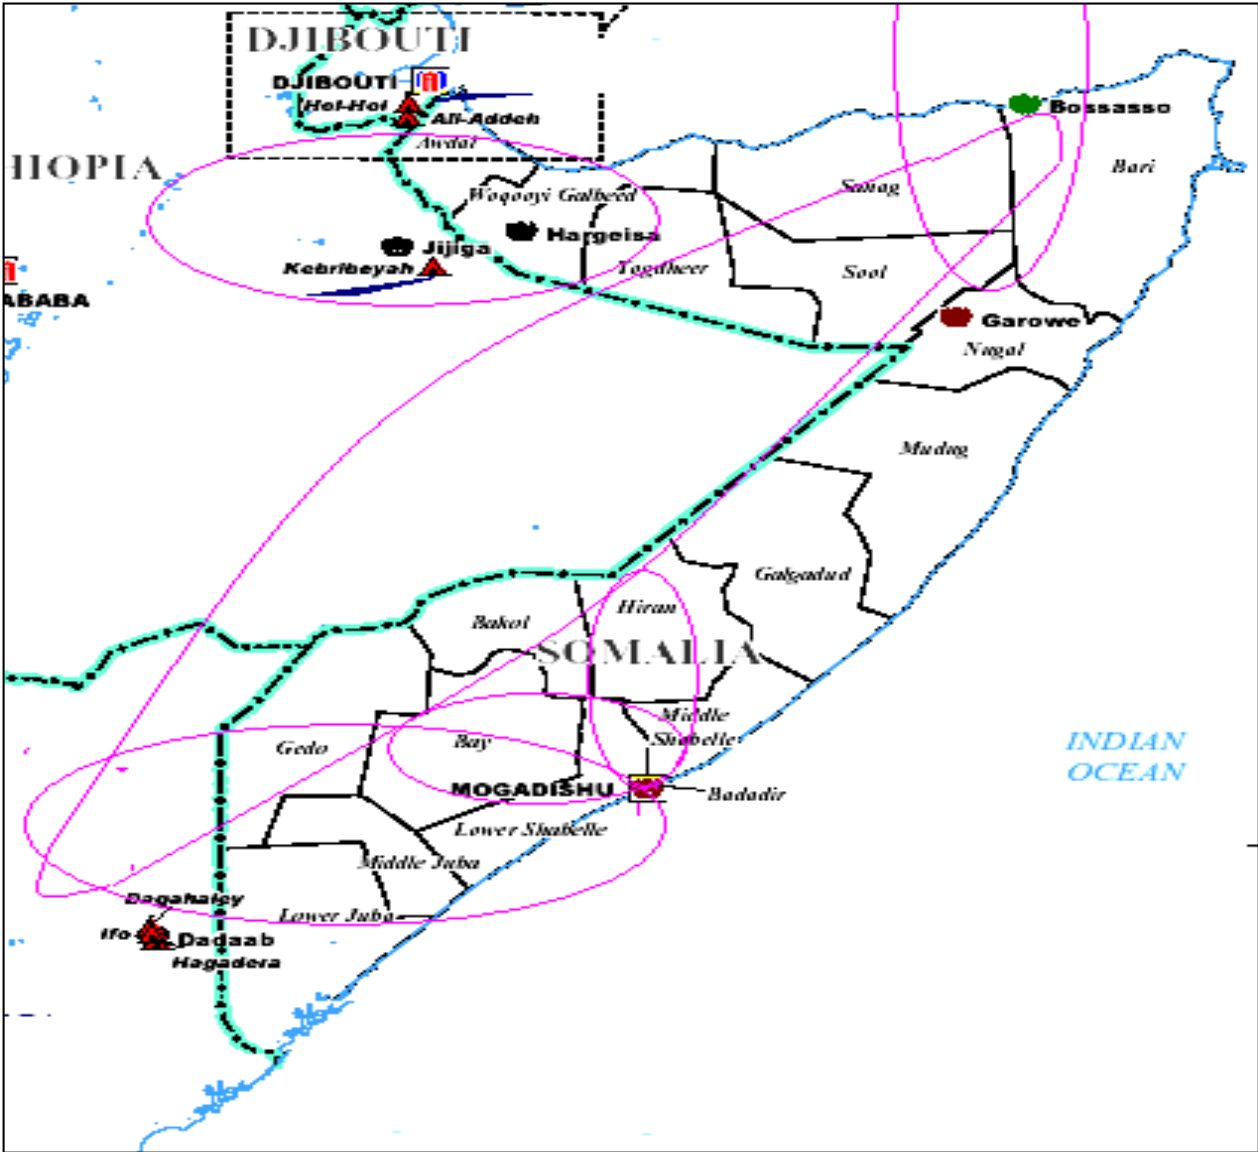 DJIBOUTI
DJIBOUTI
Hol-Hol
Ali-Addeh
Awdal
HIOPIA
Woqooyi Galbeed
Hargeisa
Jijiga
Kebribeyah
Togdheer
Sanag
Sool
Bossasso
Bari
ABABA
Garowe
Nugal
Mudug
Galgadud
Hiran
Bakol
SOMALIA
Middle
Shabelle
Bay
Gedo
MOGADISHU
Badadir
Lower Shabelle
Middle Juba
Lower Juba
INDIAN
OCEAN
Dagahaley
Ifo
Dadaab
Hagadera